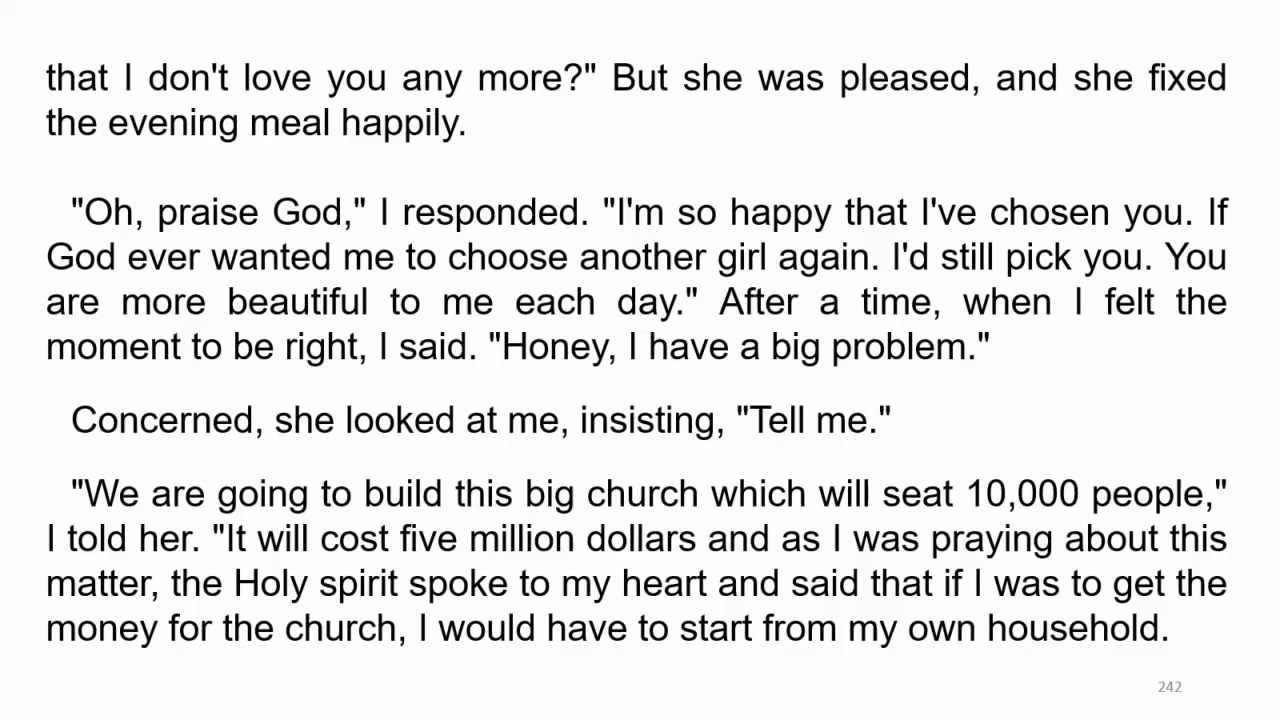 that I don't love you any more?" But she was pleased, and she fixed
the evening meal happily.
"Oh, praise God," I responded. "I'm so happy that I've chosen you. If
God ever wanted me to choose another girl again. I'd still pick you. You
are more beautiful to me each day." After a time, when I felt the
moment to be right, I said. "Honey, I have a big problem."
Concerned, she looked at me, insisting, "Tell me."
"We are going to build this big church which will seat 10,000 people,"
I told her. "It will cost five million dollars and as I was praying about this
matter, the Holy spirit spoke to my heart and said that if I was to get the
money for the church, I would have to start from my own household.
242